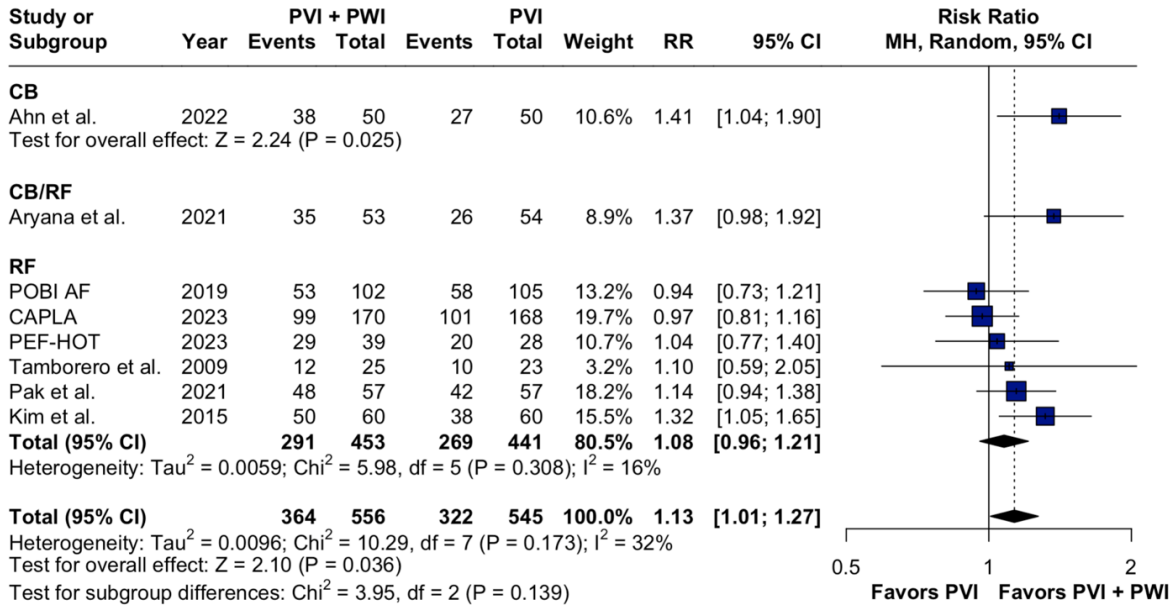 Study or PVI + PWI PVI Risk Ratio
Subgroup Year Events Total Events Total Weight RR 95% CI MH, Random, 95% CI
CB
Ahn et al. 2022 38 50 27 50 10.6% 1.41 [1.04; 1.90]
Test for overall effect: Z = 2.24 (P = 0.025)
CB/RF
Aryana et al. 2021 35 53 26 54 8.9% 1.37 [0.98; 1.92]
RF
POBI AF 2019 53 102 58 105 13.2% 0.94 [0.73; 1.21]
CAPLA 2023 99 170 101 168 19.7% 0.97 [0.81; 1.16]
PEF-HOT 2023 29 39 20 28 10.7% 1.04 [0.77; 1.40]
Tamborero et al. 2009 12 25 10 23 3.2% 1.10 [0.59; 2.05]
Pak et al. 2021 48 57 42 57 18.2% 1.14 [0.94; 1.38]
Kim et al. 2015 50 60 38 60 15.5% 1.32 [1.05; 1.65]
Total (95% CI) 291 453 269 441 80.5% 1.08 [0.96; 1.21]
Heterogeneity: Tau² = 0.0059; Chi² = 5.98, df = 5 (P = 0.308); I² = 16%
Total (95% CI) 364 556 322 545 100.0% 1.13 [1.01; 1.27]
Heterogeneity: Tau² = 0.0096; Chi² = 10.29, df = 7 (P = 0.173); I² = 32%
Test for overall effect: Z = 2.10 (P = 0.036)
Test for subgroup differences: Chi² = 3.95, df = 2 (P = 0.139)
0.5 1 2
Favors PVI Favors PVI + PWI